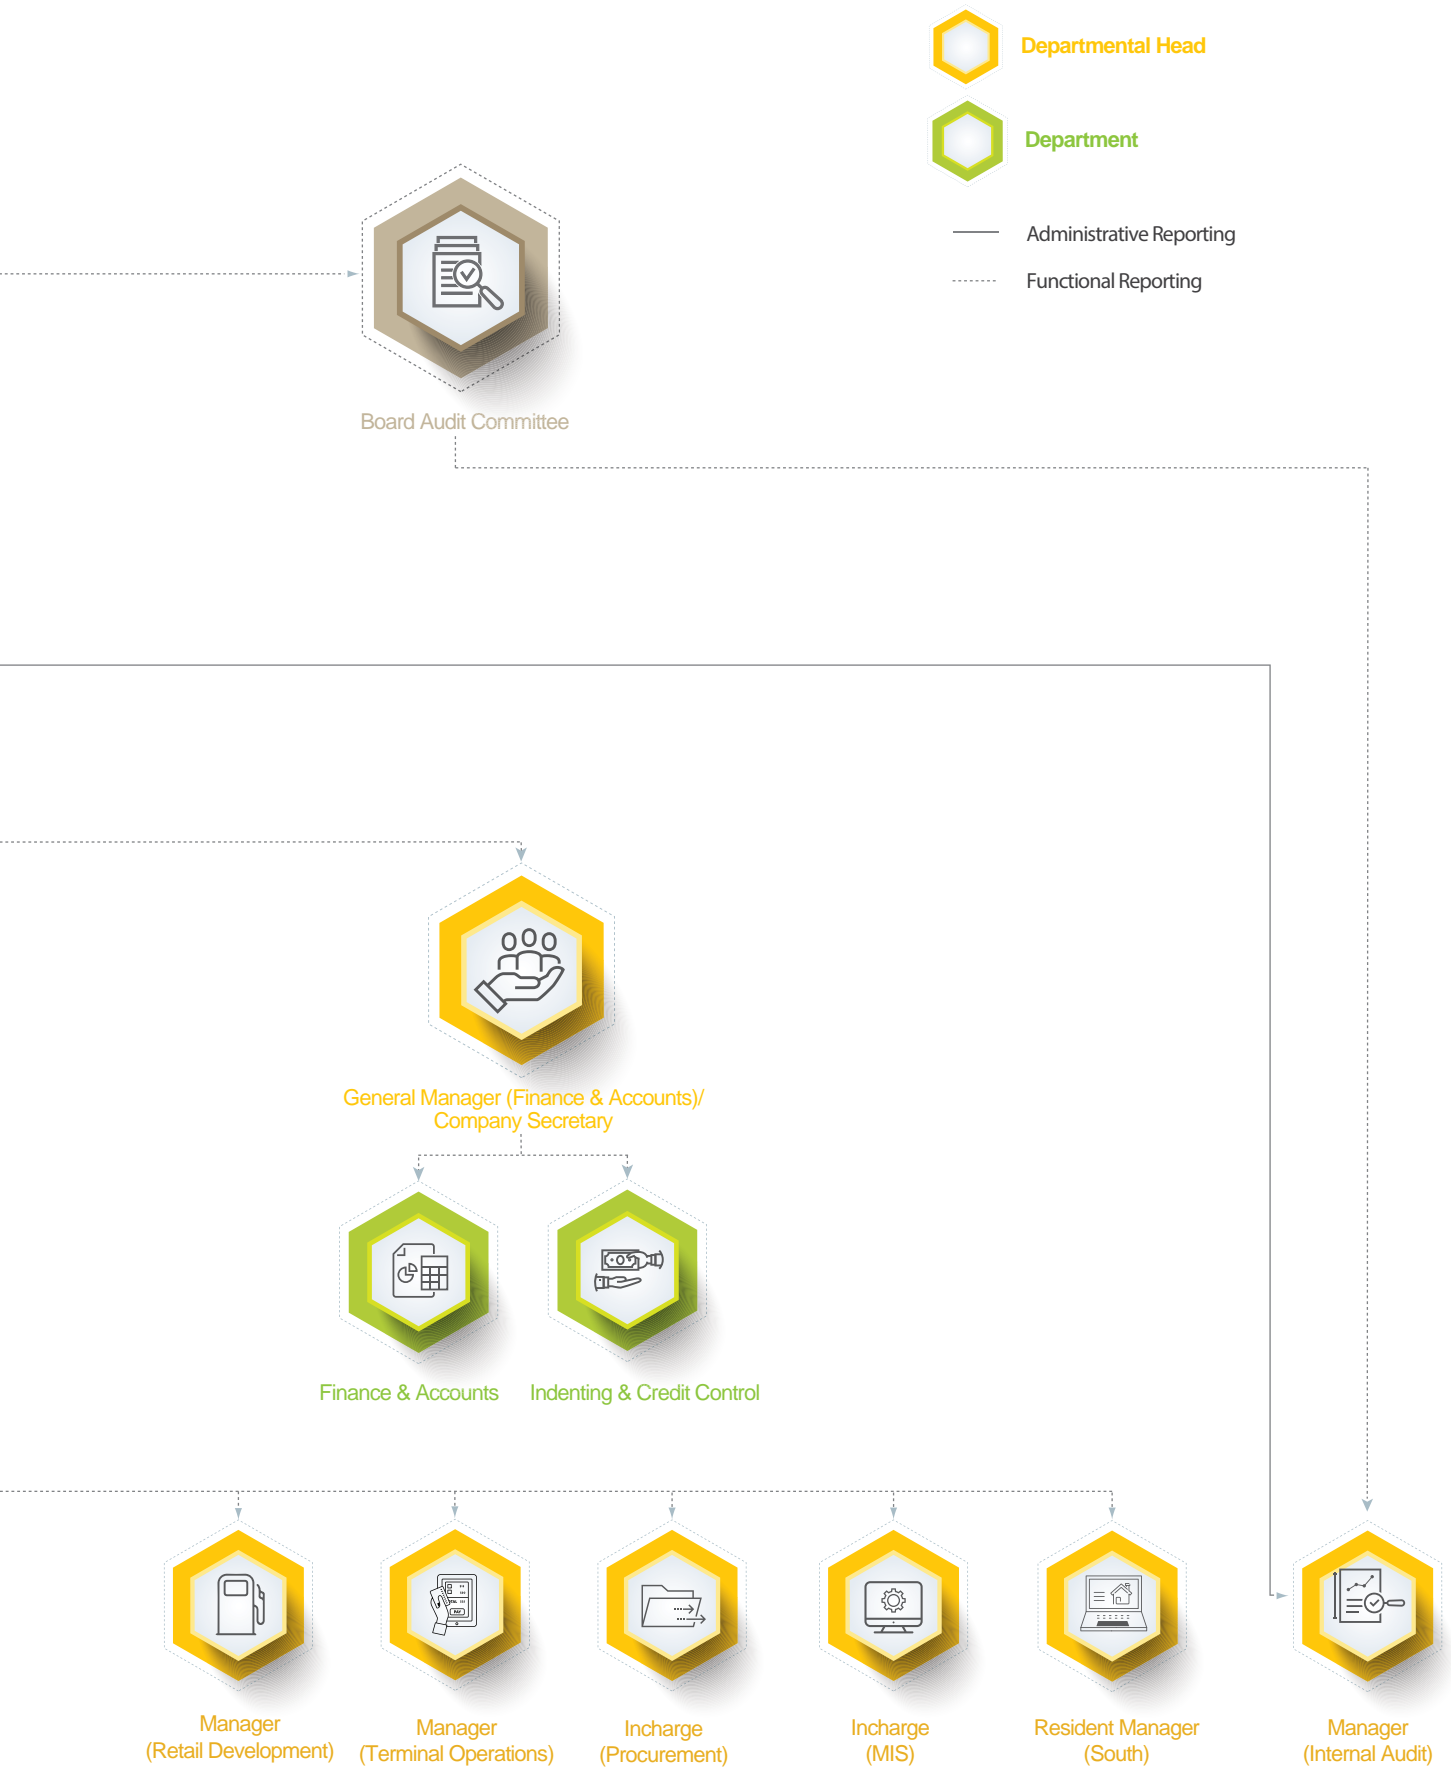 Departmental Head
Department
Administrative Reporting
Functional Reporting
Board Audit Committee
General Manager (Finance & Accounts)/
Company Secretary
Finance & Accounts
Indenting & Credit Control
Manager
(Retail Development)
Manager
(Terminal Operations)
Incharge
(Procurement)
Incharge
(MIS)
Resident Manager
(South)
Manager
(Internal Audit)
PAY